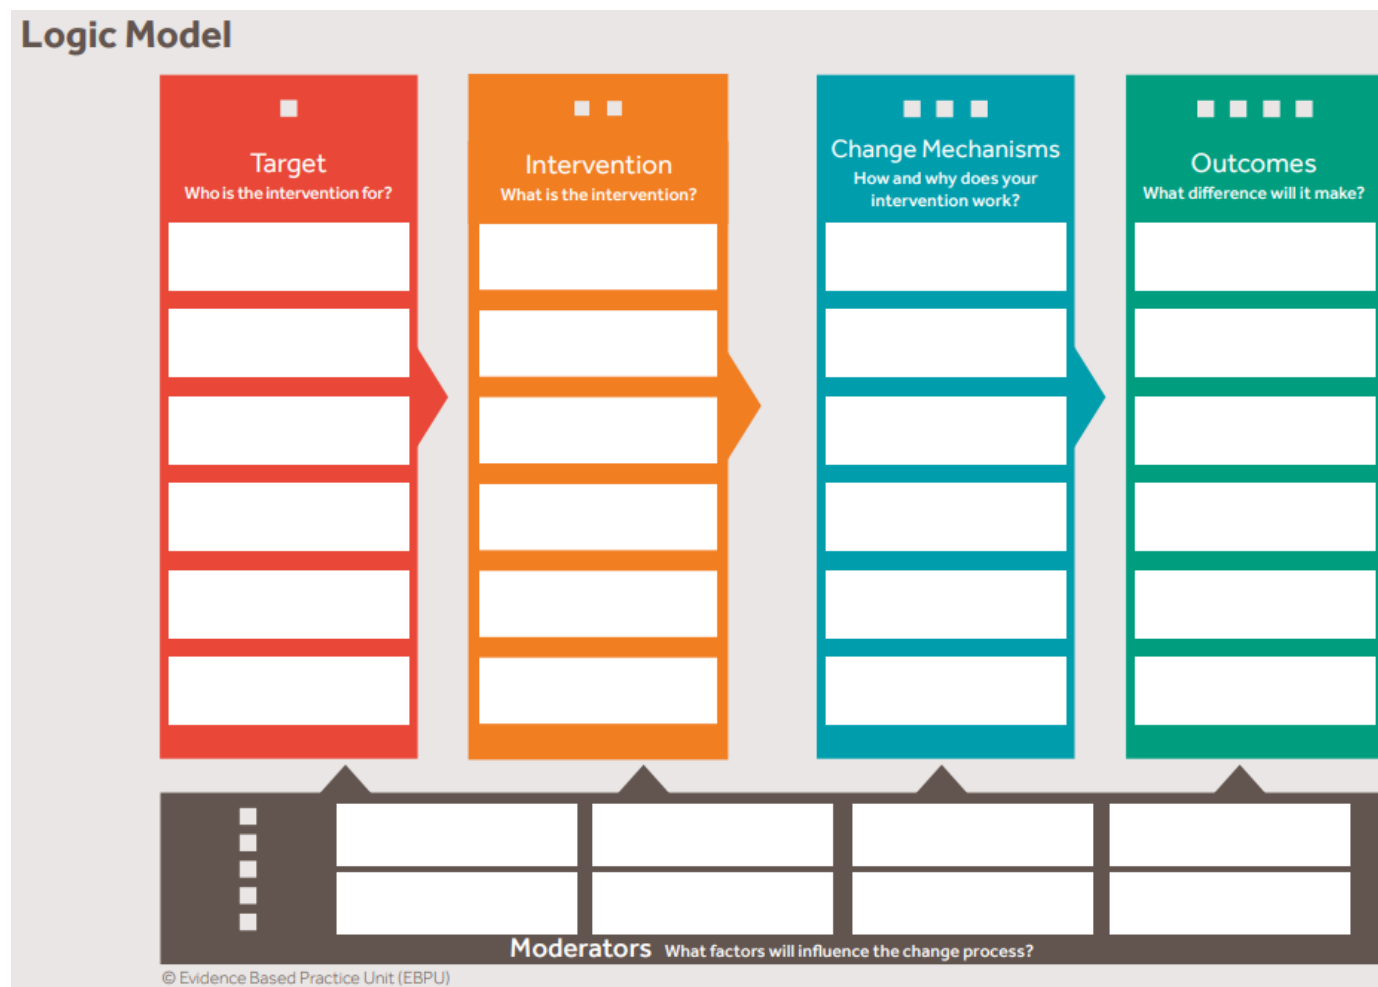 Logic Model
Target
Who is the intervention for?
Intervention
What is the intervention?
Change Mechanisms
How and why does your
intervention work?
Outcomes
What difference will it make?
Moderators What factors will influence the change process?
© Evidence Based Practice Unit (EBPU)